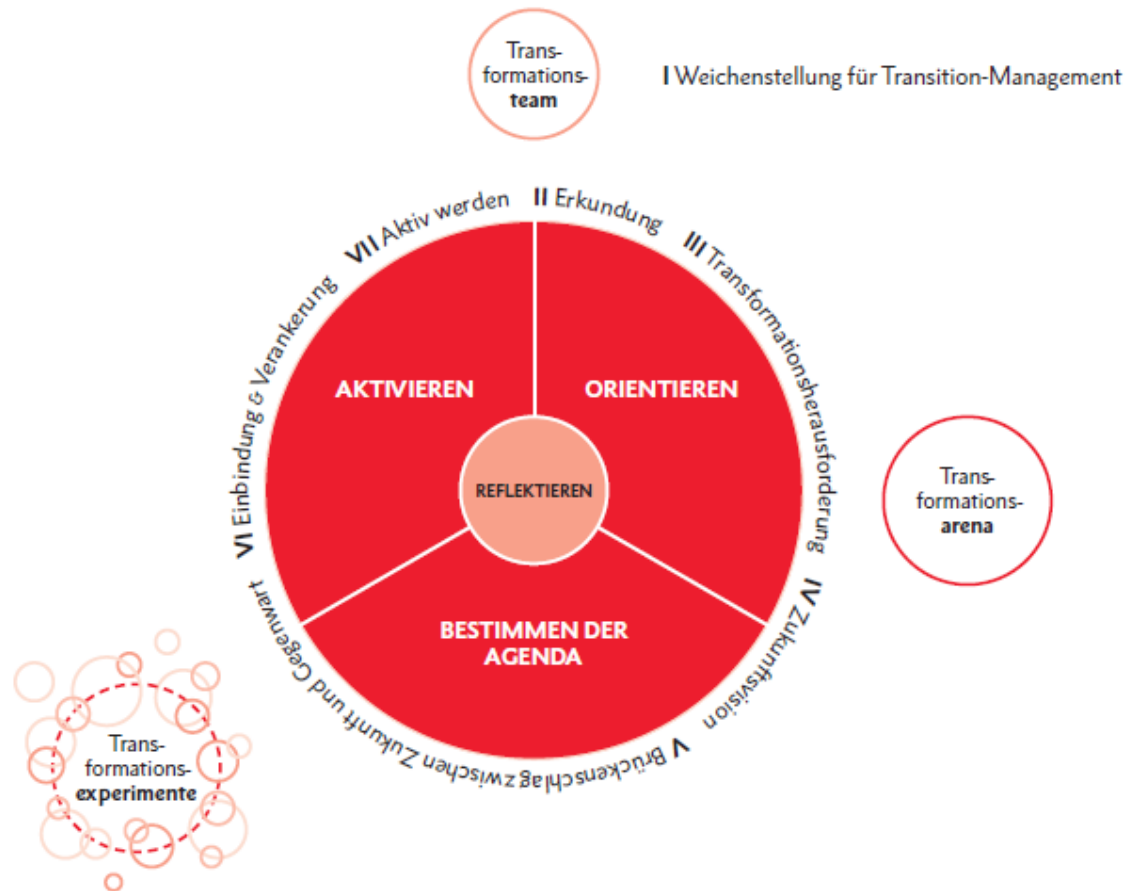 Trans-
formations-
team
I Weichenstellung für Transition-Management
II Erkundung
III Transformationsherausforderung
IV Zukunftsvision
V Brückenschlag zwischen Zukunft und Gegenwart
VI Einbindung & Verankerung
VII Aktiv werden
AKTIVIEREN
ORIENTIEREN
REFLEKTIEREN
BESTIMMEN DER
AGENDA
Trans-
formations-
arena
Trans-
formations-
experimente